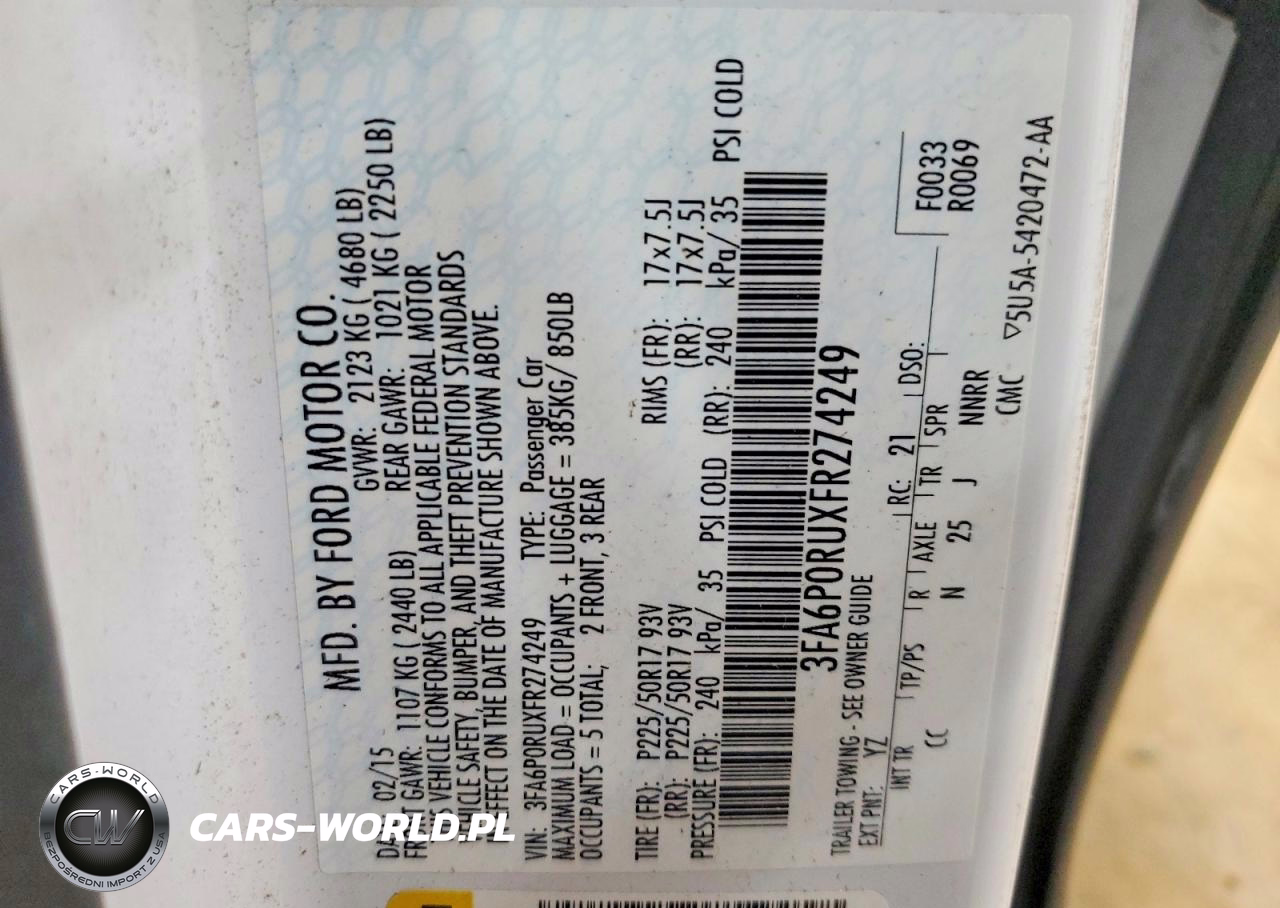 MFD. BY FORD MOTOR CO.
DATE: 02/15 GVWR: 2123 KG ( 4680 LB)
FRONT GAWR: 1107 KG ( 2440 LB) REAR GAWR: 1021 KG ( 2250 LB)
THIS VEHICLE CONFORMS TO ALL APPLICABLE FEDERAL MOTOR
VEHICLE SAFETY, BUMPER, AND THEFT PREVENTION STANDARDS
IN EFFECT ON THE DATE OF MANUFACTURE SHOWN ABOVE.
VIN: 3FA6P0RUXFR274249 TYPE: Passenger Car
MAXIMUM LOAD = OCCUPANTS + LUGGAGE = 385KG/ 850LB
OCCUPANTS = 5 TOTAL; 2 FRONT, 3 REAR
TIRE (FR): P225/50R17 93V RIMS (FR): 17x7.5J
(RR): P225/50R17 93V (RR): 17x7.5J
PRESSURE (FR): 240 kPa/ 35 PSI COLD (RR): 240 kPa/ 35 PSI COLD
3FA6P0RUXFR274249
TRAILER TOWING - SEE OWNER GUIDE
EXT PNT: YZ RC: 21 DSO: F0033
INT TR TP/PS R AXLE TR SPR R0069
CC N 25 J NNRR
CMC ▽5U5A-5420472-AA
CARS-WORLD
CW
BEZPOŚREDNI IMPORT Z USA
CARS-WORLD.PL